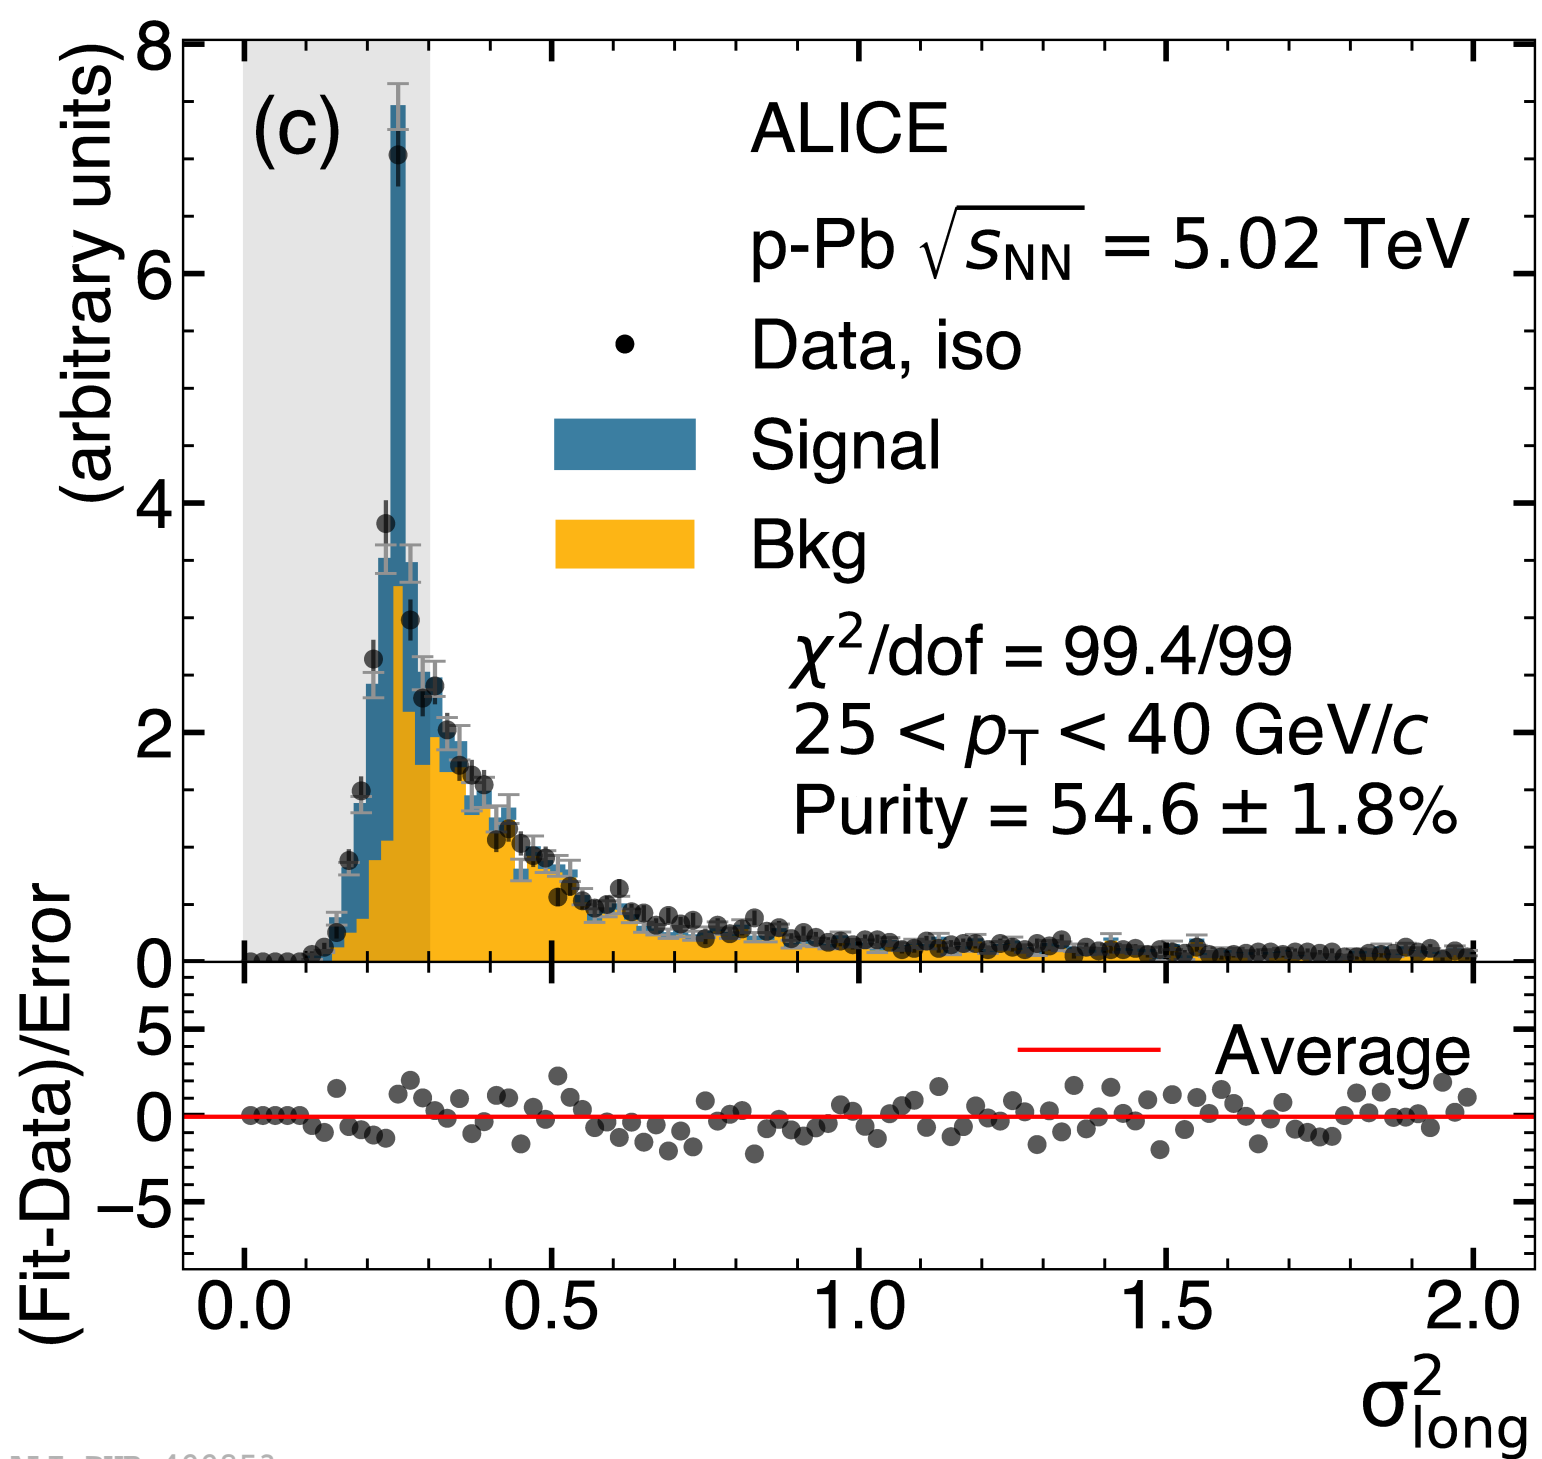 (c)
ALICE
p-Pb √sNN = 5.02 TeV
Data, iso
Signal
Bkg
χ²/dof = 99.4/99
25 < pT < 40 GeV/c
Purity = 54.6 ± 1.8%
(arbitrary units)
8
6
4
2
0
Average
(Fit-Data)/Error
5
0
−5
0.0 0.5 1.0 1.5 2.0
σ²long